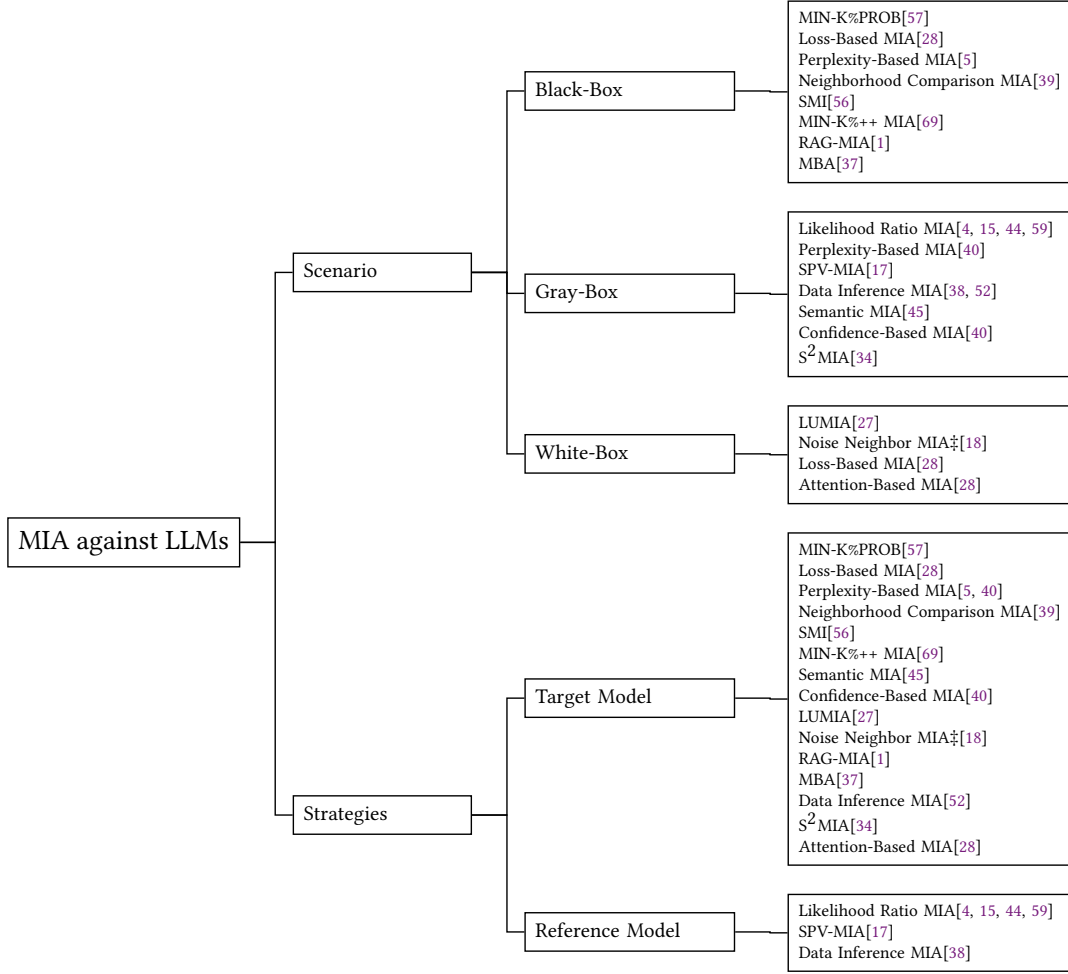 MIN-K%PROB[57]
Loss-Based MIA[28]
Perplexity-Based MIA[5]
Neighborhood Comparison MIA[39]
SMI[56]
MIN-K%++ MIA[69]
RAG-MIA[1]
MBA[37]
Black-Box
Likelihood Ratio MIA[4, 15, 44, 59]
Perplexity-Based MIA[40]
SPV-MIA[17]
Data Inference MIA[38, 52]
Semantic MIA[45]
Confidence-Based MIA[40]
S²MIA[34]
Scenario
Gray-Box
LUMIA[27]
Noise Neighbor MIA‡[18]
Loss-Based MIA[28]
Attention-Based MIA[28]
White-Box
MIA against LLMs
MIN-K%PROB[57]
Loss-Based MIA[28]
Perplexity-Based MIA[5, 40]
Neighborhood Comparison MIA[39]
SMI[56]
MIN-K%++ MIA[69]
Semantic MIA[45]
Confidence-Based MIA[40]
LUMIA[27]
Noise Neighbor MIA‡[18]
RAG-MIA[1]
MBA[37]
Data Inference MIA[52]
S²MIA[34]
Attention-Based MIA[28]
Target Model
Strategies
Likelihood Ratio MIA[4, 15, 44, 59]
SPV-MIA[17]
Data Inference MIA[38]
Reference Model